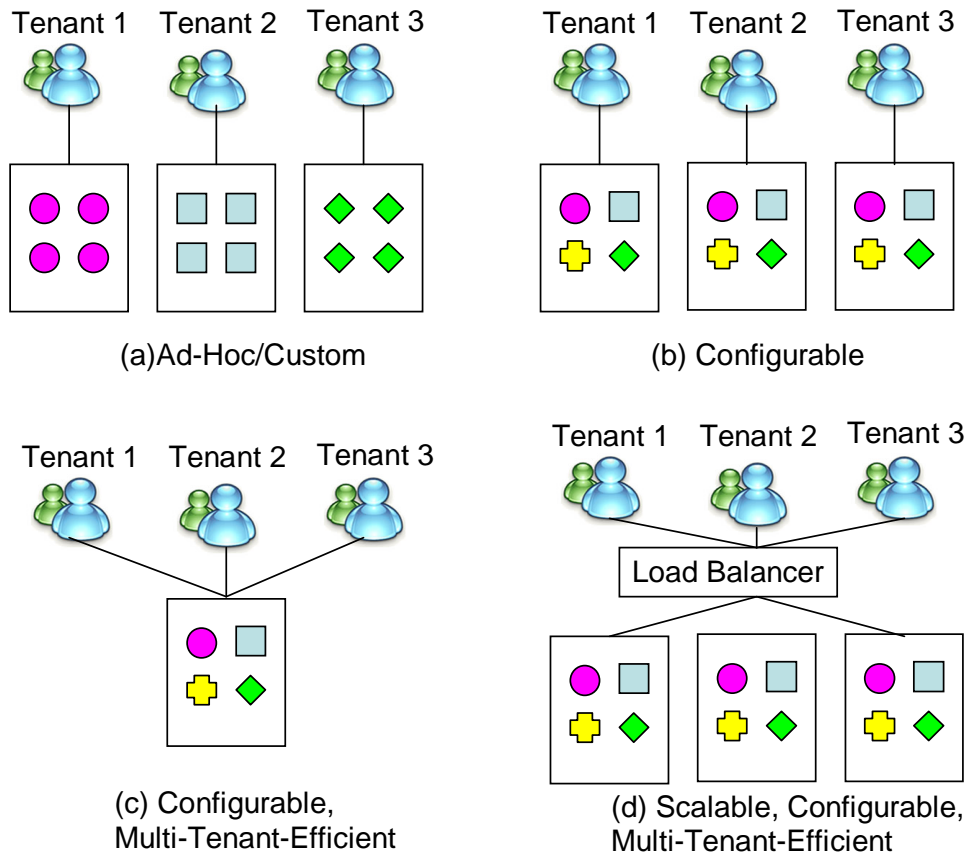 Tenant 1 Tenant 2 Tenant 3
(a)Ad-Hoc/Custom
Tenant 1 Tenant 2 Tenant 3
(b) Configurable
Tenant 1 Tenant 2 Tenant 3
(c) Configurable,
Multi-Tenant-Efficient
Tenant 1 Tenant 2 Tenant 3
Load Balancer
(d) Scalable, Configurable,
Multi-Tenant-Efficient